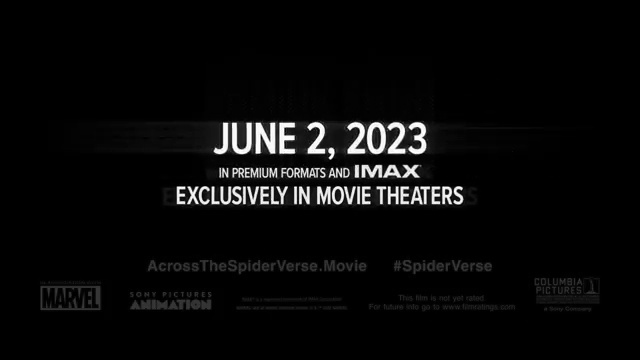 JUNE 2, 2023
IN PREMIUM FORMATS AND IMAX
EXCLUSIVELY IN MOVIE THEATERS
AcrossTheSpiderVerse.Movie #SpiderVerse
MARVEL
SONY PICTURES
ANIMATION
This film is not yet rated.
For future info go to www.filmratings.com
COLUMBIA
PICTURES
a Sony Company